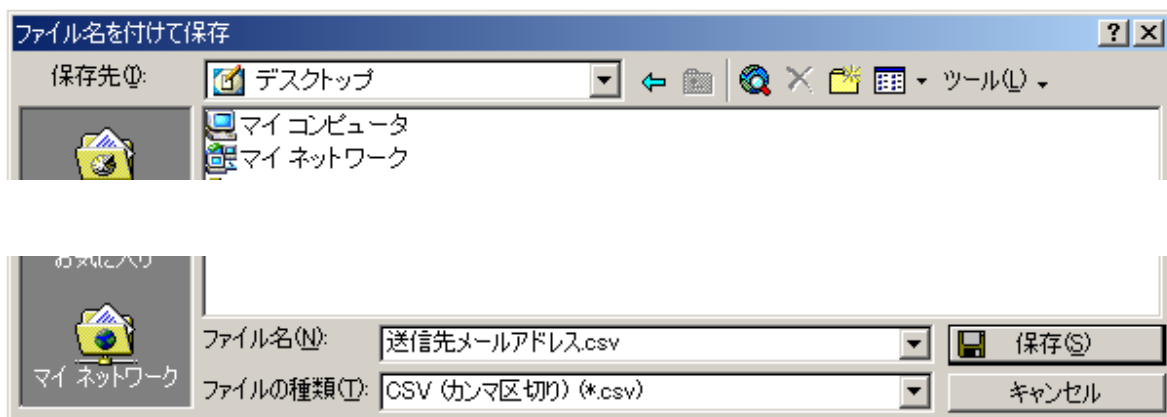 ファイル名を付けて保存
保存先(I):
デスクトップ
ツール(L)
マイ コンピュータ
マイ ネットワーク
お気に入り
マイ ネットワーク
ファイル名(N):
送信先メールアドレス.csv
保存(S)
ファイルの種類(T):
CSV (カンマ区切り) (*.csv)
キャンセル